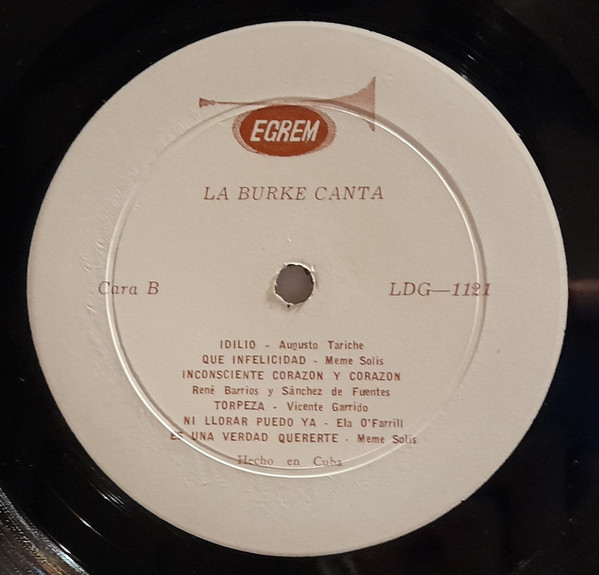 EGREM
LA BURKE CANTA
Cara B LDG—1121
IDILIO - Augusto Tariche
QUE INFELICIDAD - Meme Solis
INCONSCIENTE CORAZON Y CORAZON
René Barrios y Sánchez de Fuentes
TORPEZA - Vicente Garrido
NI LLORAR PUEDO YA - Ela O'Farrill
ES UNA VERDAD QUERERTE - Meme Solis
Hecho en Cuba